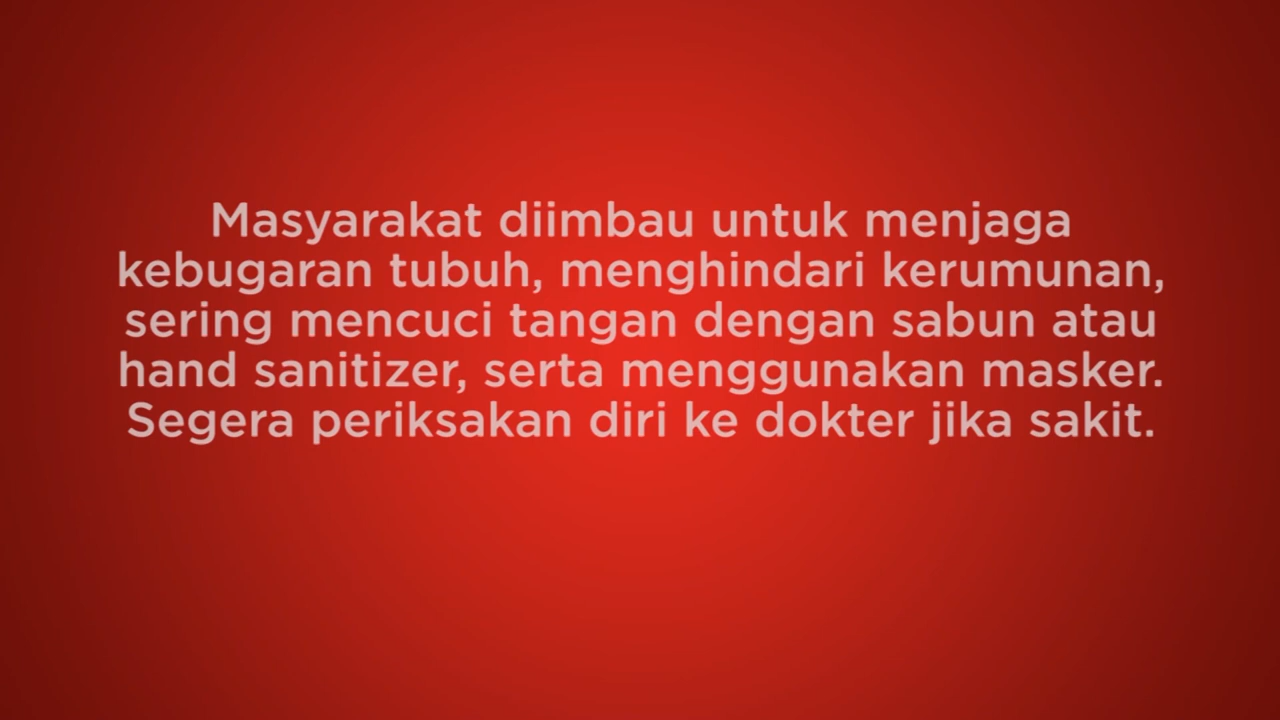 Masyarakat diimbau untuk menjaga
kebugaran tubuh, menghindari kerumunan,
sering mencuci tangan dengan sabun atau
hand sanitizer, serta menggunakan masker.
Segera periksakan diri ke dokter jika sakit.